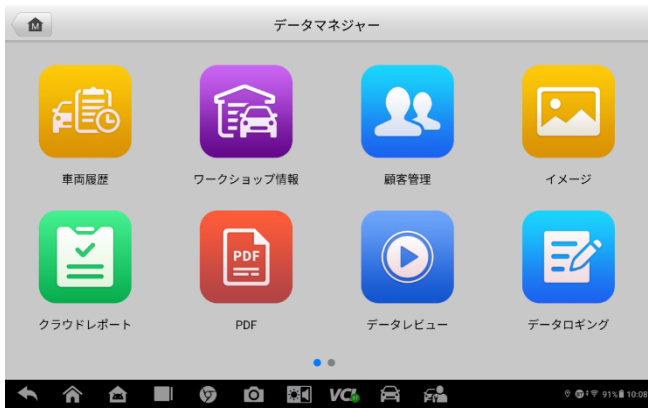 M
データマネジャー
車両履歴
ワークショップ情報
顧客管理
イメージ
PDF
クラウドレポート
PDF
データレビュー
データロギング
VCI
91% 10:08